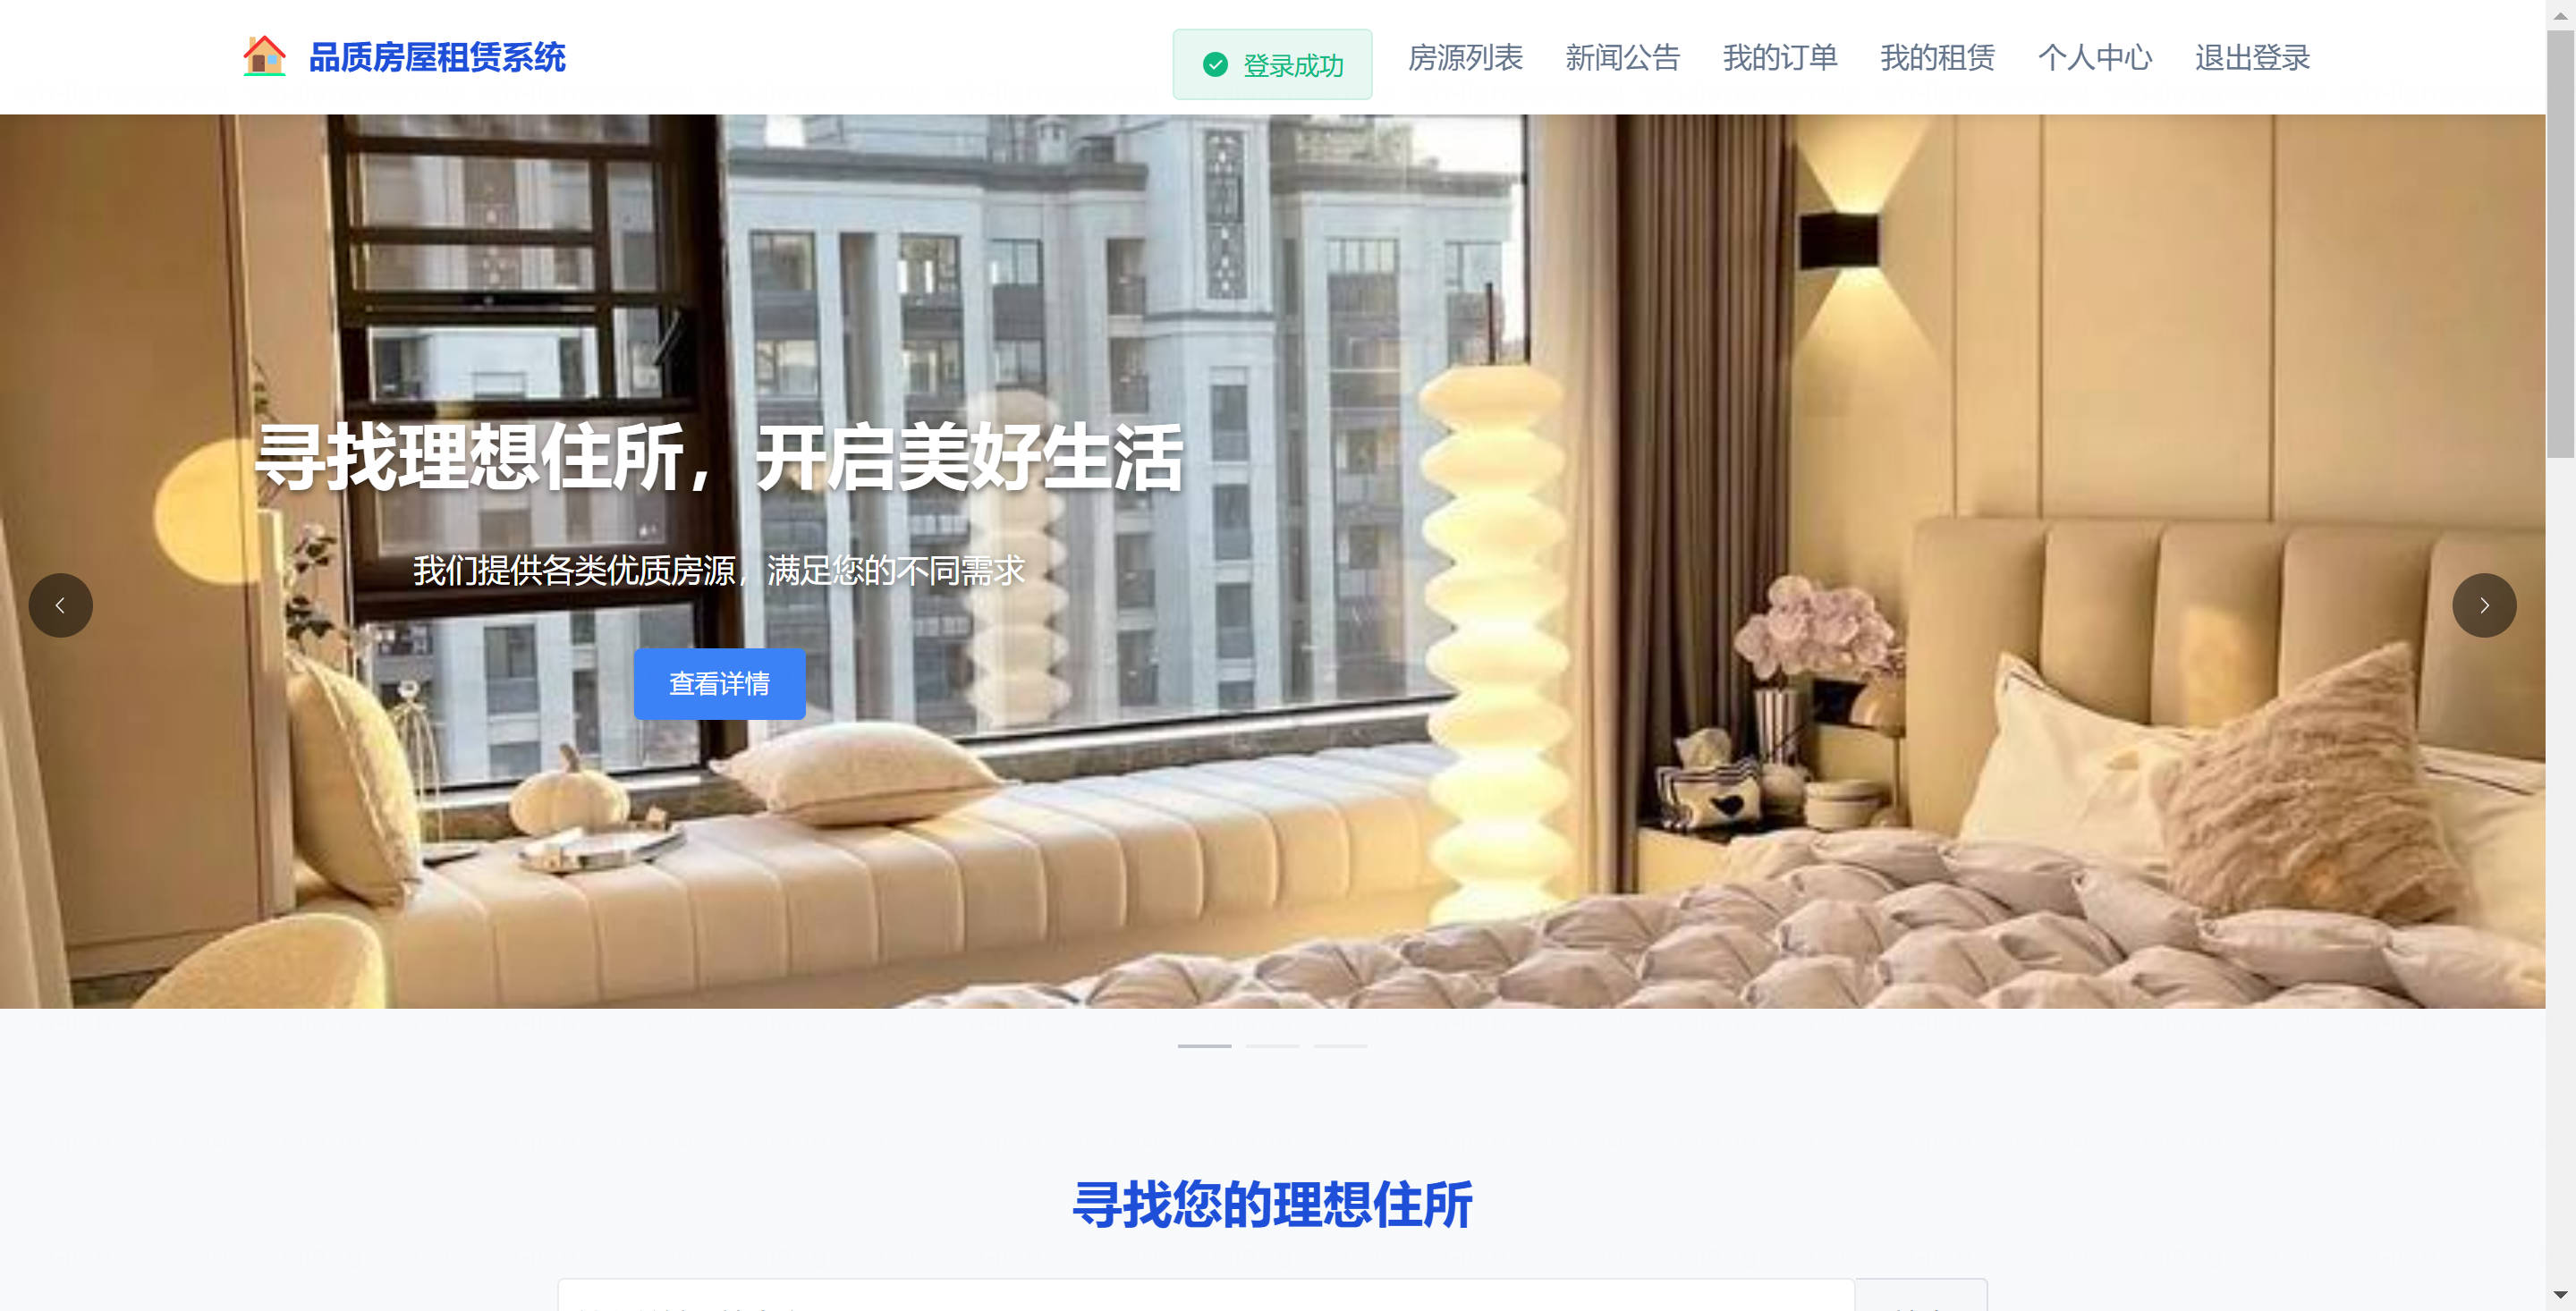 品质房屋租赁系统
登录成功
房源列表
新闻公告
我的订单
我的租赁
个人中心
退出登录
寻找理想住所，开启美好生活
我们提供各类优质房源，满足您的不同需求
查看详情
寻找您的理想住所